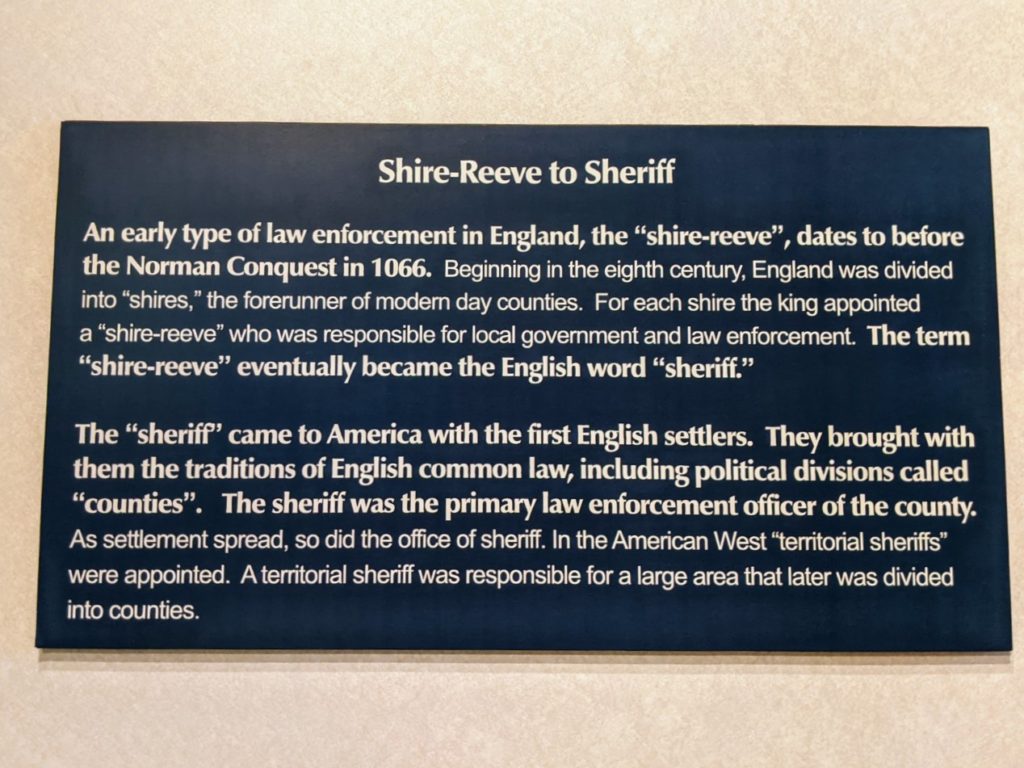 Shire-Reeve to Sheriff
An early type of law enforcement in England, the “shire-reeve”, dates to before
the Norman Conquest in 1066. Beginning in the eighth century, England was divided
into “shires,” the forerunner of modern day counties. For each shire the king appointed
a “shire-reeve” who was responsible for local government and law enforcement. The term
“shire-reeve” eventually became the English word “sheriff.”
The “sheriff” came to America with the first English settlers. They brought with
them the traditions of English common law, including political divisions called
“counties”. The sheriff was the primary law enforcement officer of the county.
As settlement spread, so did the office of sheriff. In the American West “territorial sheriffs”
were appointed. A territorial sheriff was responsible for a large area that later was divided
into counties.